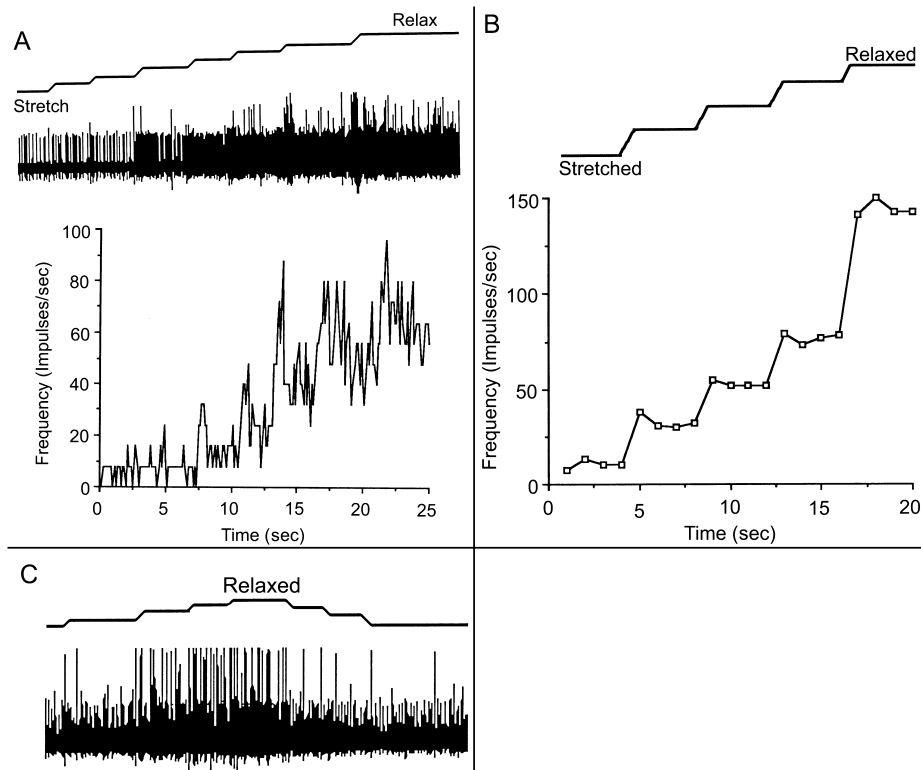 A
Relax
Stretch
100
80
60
40
20
0
Frequency (Impulses/sec)
0 5 10 15 20 25
Time (sec)
B
Relaxed
Stretched
150
100
50
0
Frequency (Impulses/sec)
0 5 10 15 20
Time (sec)
C
Relaxed